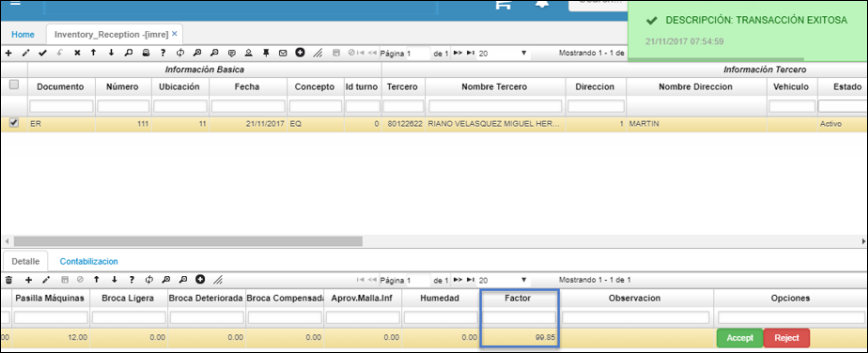 DESCRIPCIÓN: TRANSACCIÓN EXITOSA
21/11/2017 07:54:59
Home Inventory_Reception -[imre] ×
Página 1 de 1 20 Mostrando 1 - 1 de
Información Basica Información Tercero
Documento Número Ubicación Fecha Concepto Id turno Tercero Nombre Tercero Direccion Nombre Direccion Vehiculo Estado
ER 111 11 21/11/2017 EQ 0 80122622 RIANO VELASQUEZ MIGUEL HER... 1 MARTIN Activo
Detalle Contabilizacion
Página 1 de 1 20 Mostrando 1 - 1 de 1
Pasilla Máquinas Broca Ligera Broca Deteriorada Broca Compensada Aprov.Malla.Inf Humedad Factor Observacion Opciones
00 12.00 0.00 0.00 0.00 0.00 0.00 99.85 Accept Reject